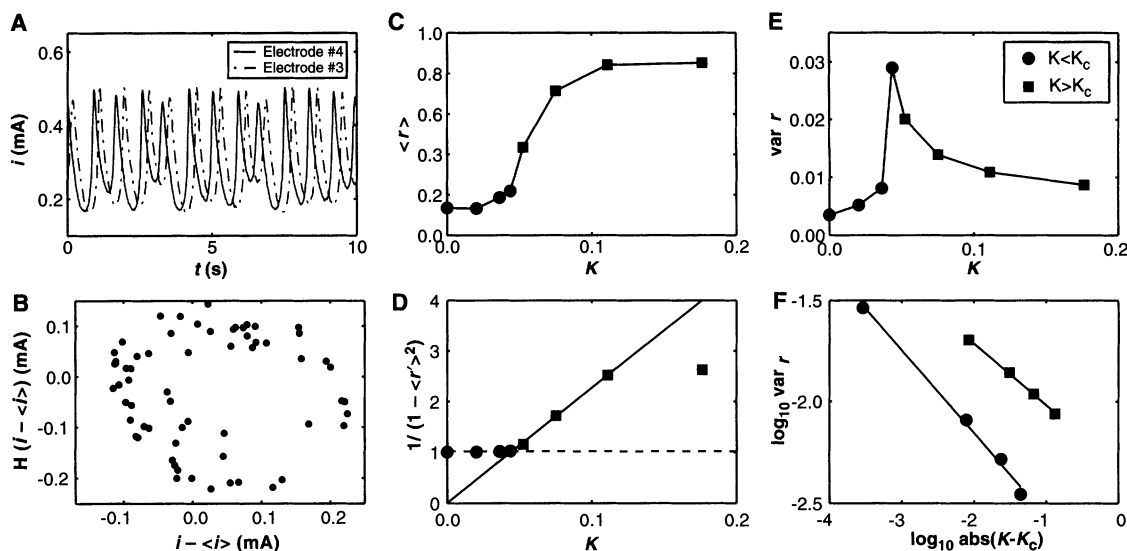 A
0.6
0.4
0.2
i (mA)
Electrode #4
Electrode #3
0
5
10
t (s)
B
0.1
0.0
-0.1
-0.2
H (i – <i>) (mA)
-0.1
0.0
0.1
0.2
i – <i> (mA)
C
1.0
0.8
0.6
0.3
0.2
0.0
<r>
0.0
0.1
0.2
K
D
4
3
2
1
0
1/ (1 – <r'>²)
0.0
0.1
0.2
K
E
0.03
0.02
0.01
0.00
var r
K<Kc
K>Kc
0.0
0.1
0.2
K
F
-1.5
-2.0
-2.5
log10 var r
-4
-3
-2
-1
0
log10 abs(K-Kc)